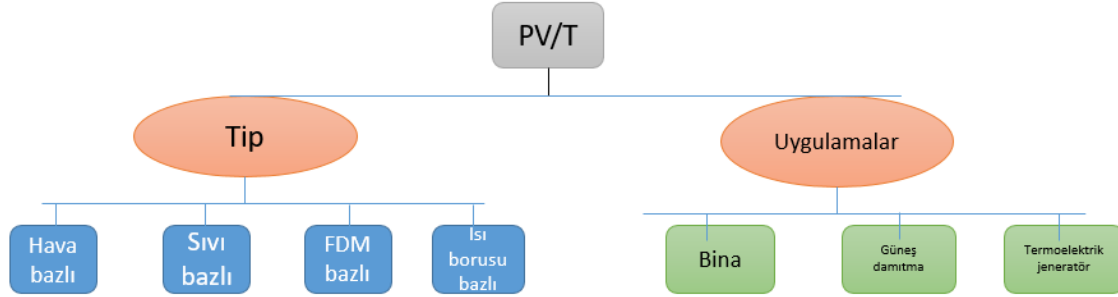 PV/T
Tip
Uygulamalar
Hava
bazlı
Sıvı
bazlı
FDM
bazlı
Isı
borusu
bazlı
Bina
Güneş
damıtma
Termoelektrik
jeneratör